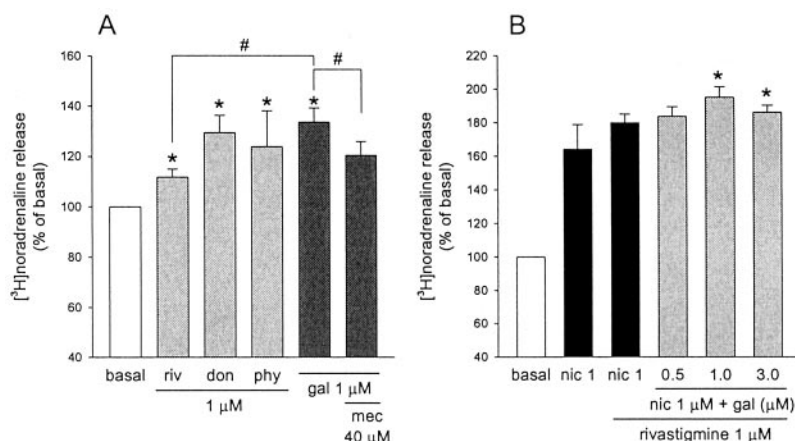 A
[³H]noradrenaline release
(% of basal)
160
140
120
100
80
60
40
#
#
*
*
*
*
basal riv don phy gal 1 µM
1 µM mec
40 µM
B
[³H]noradrenaline release
(% of basal)
220
200
180
160
140
120
100
80
60
40
*
*
basal nic 1 nic 1 0.5 1.0 3.0
nic 1 µM + gal (µM)
rivastigmine 1 µM